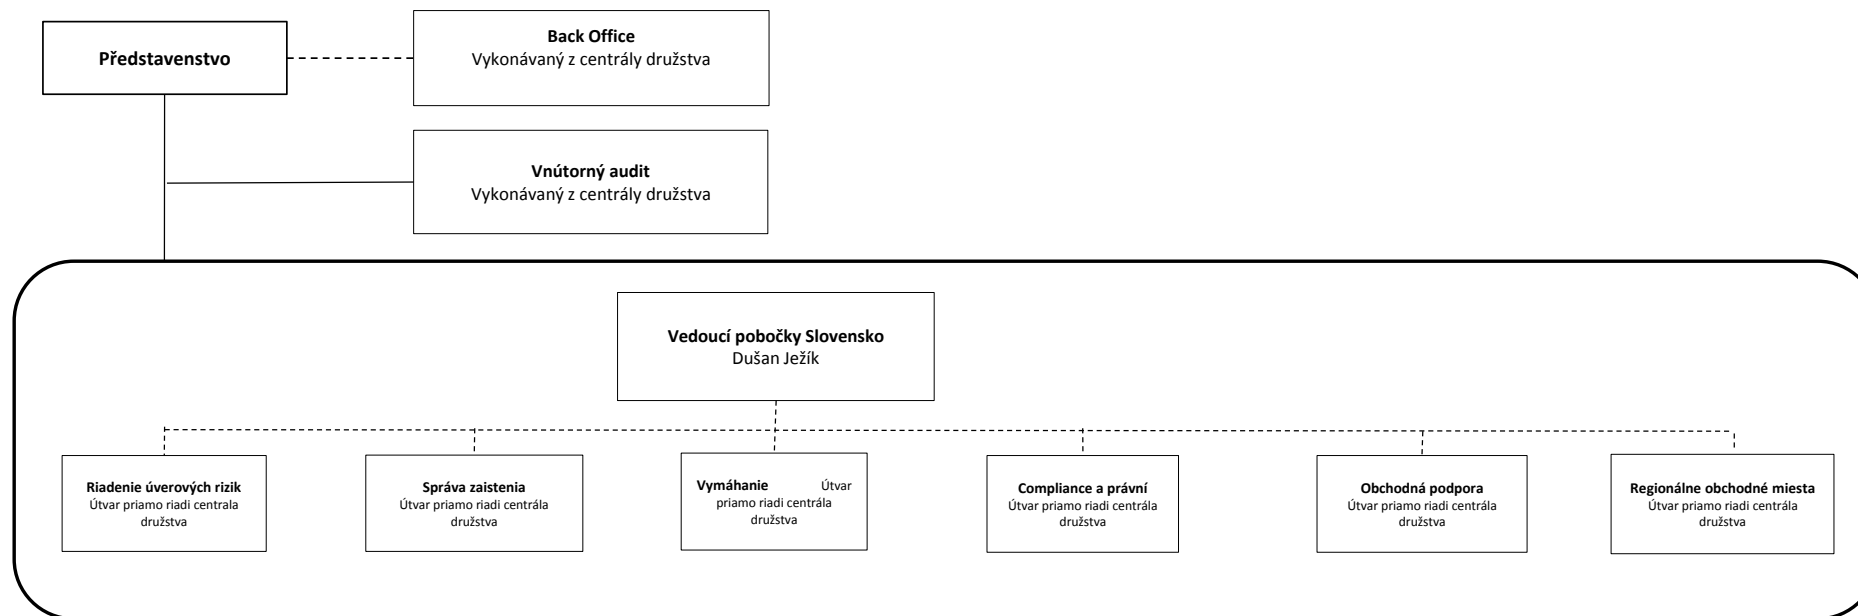 Představenstvo
Back Office
Vykonávaný z centrály družstva
Vnútorný audit
Vykonávaný z centrály družstva
Vedoucí pobočky Slovensko
Dušan Ježík
Riadenie úverových rizik
Útvar priamo riadi centrala
družstva
Správa zaistenia
Útvar priamo riadi centrála
družstva
Vymáhanie Útvar
priamo riadi centrála
družstva
Compliance a právní
Útvar priamo riadi centrála
družstva
Obchodná podpora
Útvar priamo riadi centrála
družstva
Regionálne obchodné miesta
Útvar priamo riadi centrála
družstva